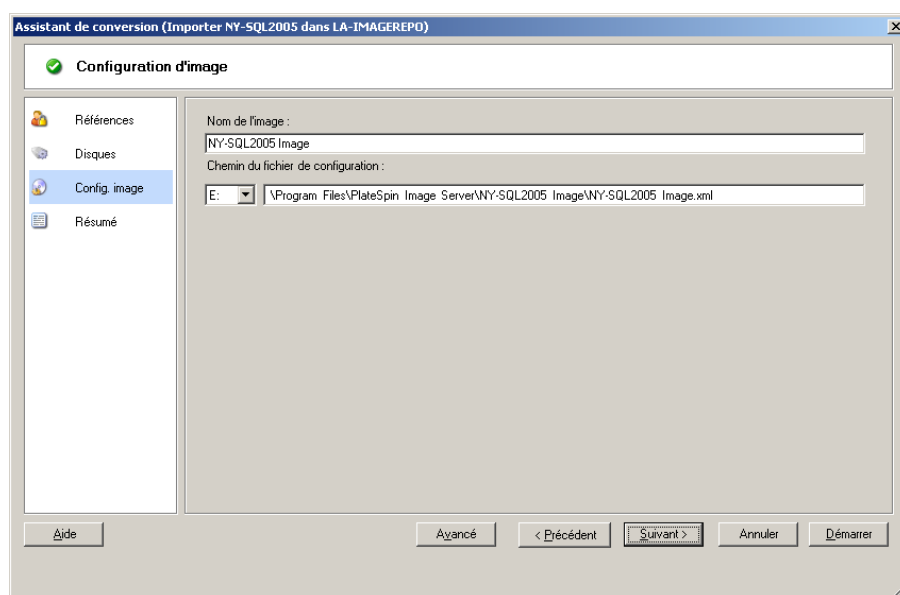 Assistant de conversion (Importer NY-SQL2005 dans LA-IMAGEREPO)
Configuration d'image
Références
Disques
Config. image
Résumé
Nom de l'image :
NY-SQL2005 Image
Chemin du fichier de configuration :
E: \Program Files\PlateSpin Image Server\NY-SQL2005 Image\NY-SQL2005 Image.xml
Aide Avancé < Précédent Suivant > Annuler Démarrer